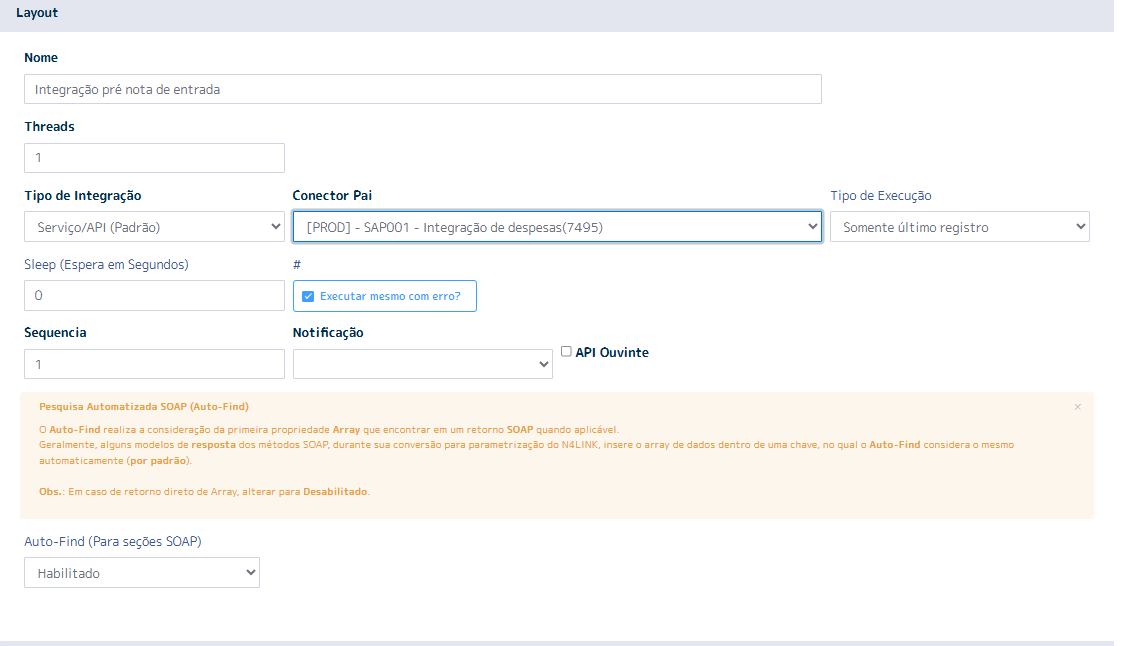 Layout
Nome
Integração pré nota de entrada
Threads
1
Tipo de Integração
Conector Pai
Tipo de Execução
Serviço/API (Padrão)
[PROD] - SAP001 - Integração de despesas(7495)
Somente último registro
Sleep (Espera em Segundos)
#
0
Executar mesmo com erro?
Sequencia
Notificação
API Ouvinte
1
Pesquisa Automatizada SOAP (Auto-Find)
×
O Auto-Find realiza a consideração da primeira propriedade Array que encontrar em um retorno SOAP quando aplicável.
Geralmente, alguns modelos de resposta dos métodos SOAP, durante sua conversão para parametrização do N4LINK, insere o array de dados dentro de uma chave, no qual o Auto-Find considera o mesmo
automaticamente (por padrão).
Obs.: Em caso de retorno direto de Array, alterar para Desabilitado.
Auto-Find (Para seções SOAP)
Habilitado